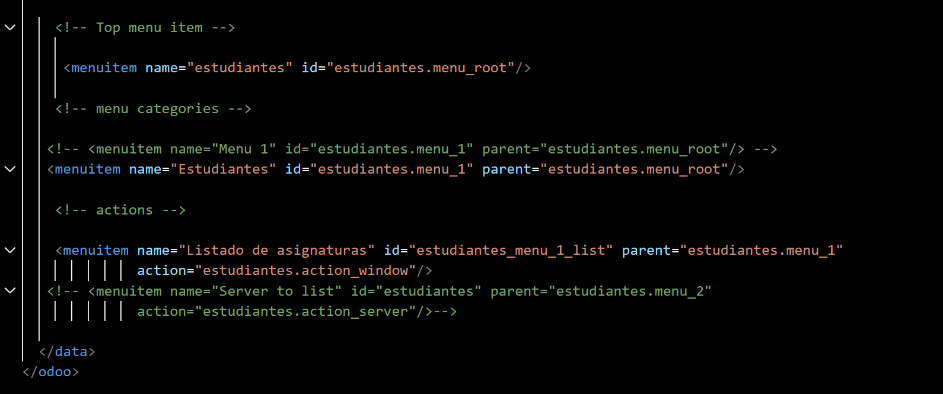 <!-- Top menu item -->
<menuitem name="estudiantes" id="estudiantes.menu_root"/>
<!-- menu categories -->
<!-- <menuitem name="Menu 1" id="estudiantes.menu_1" parent="estudiantes.menu_root"/> -->
<menuitem name="Estudiantes" id="estudiantes.menu_1" parent="estudiantes.menu_root"/>
<!-- actions -->
<menuitem name="Listado de asignaturas" id="estudiantes_menu_1_list" parent="estudiantes.menu_1"
action="estudiantes.action_window"/>
<!-- <menuitem name="Server to list" id="estudiantes" parent="estudiantes.menu_2"
action="estudiantes.action_server"/>-->
</data>
</odoo>